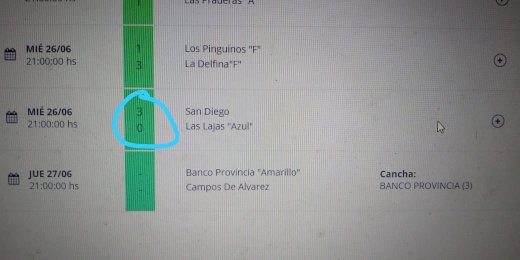 1
Las Praderas "A"
MIÉ 26/06
21:00:00 hs
1
3
Los Pinguinos "F"
La Delfina"F"
MIÉ 26/06
21:00:00 hs
3
0
San Diego
Las Lajas "Azul"
JUE 27/06
21:00:00 hs
-
-
Banco Provincia "Amarillo"
Campos De Alvarez
Cancha:
BANCO PROVINCIA (3)